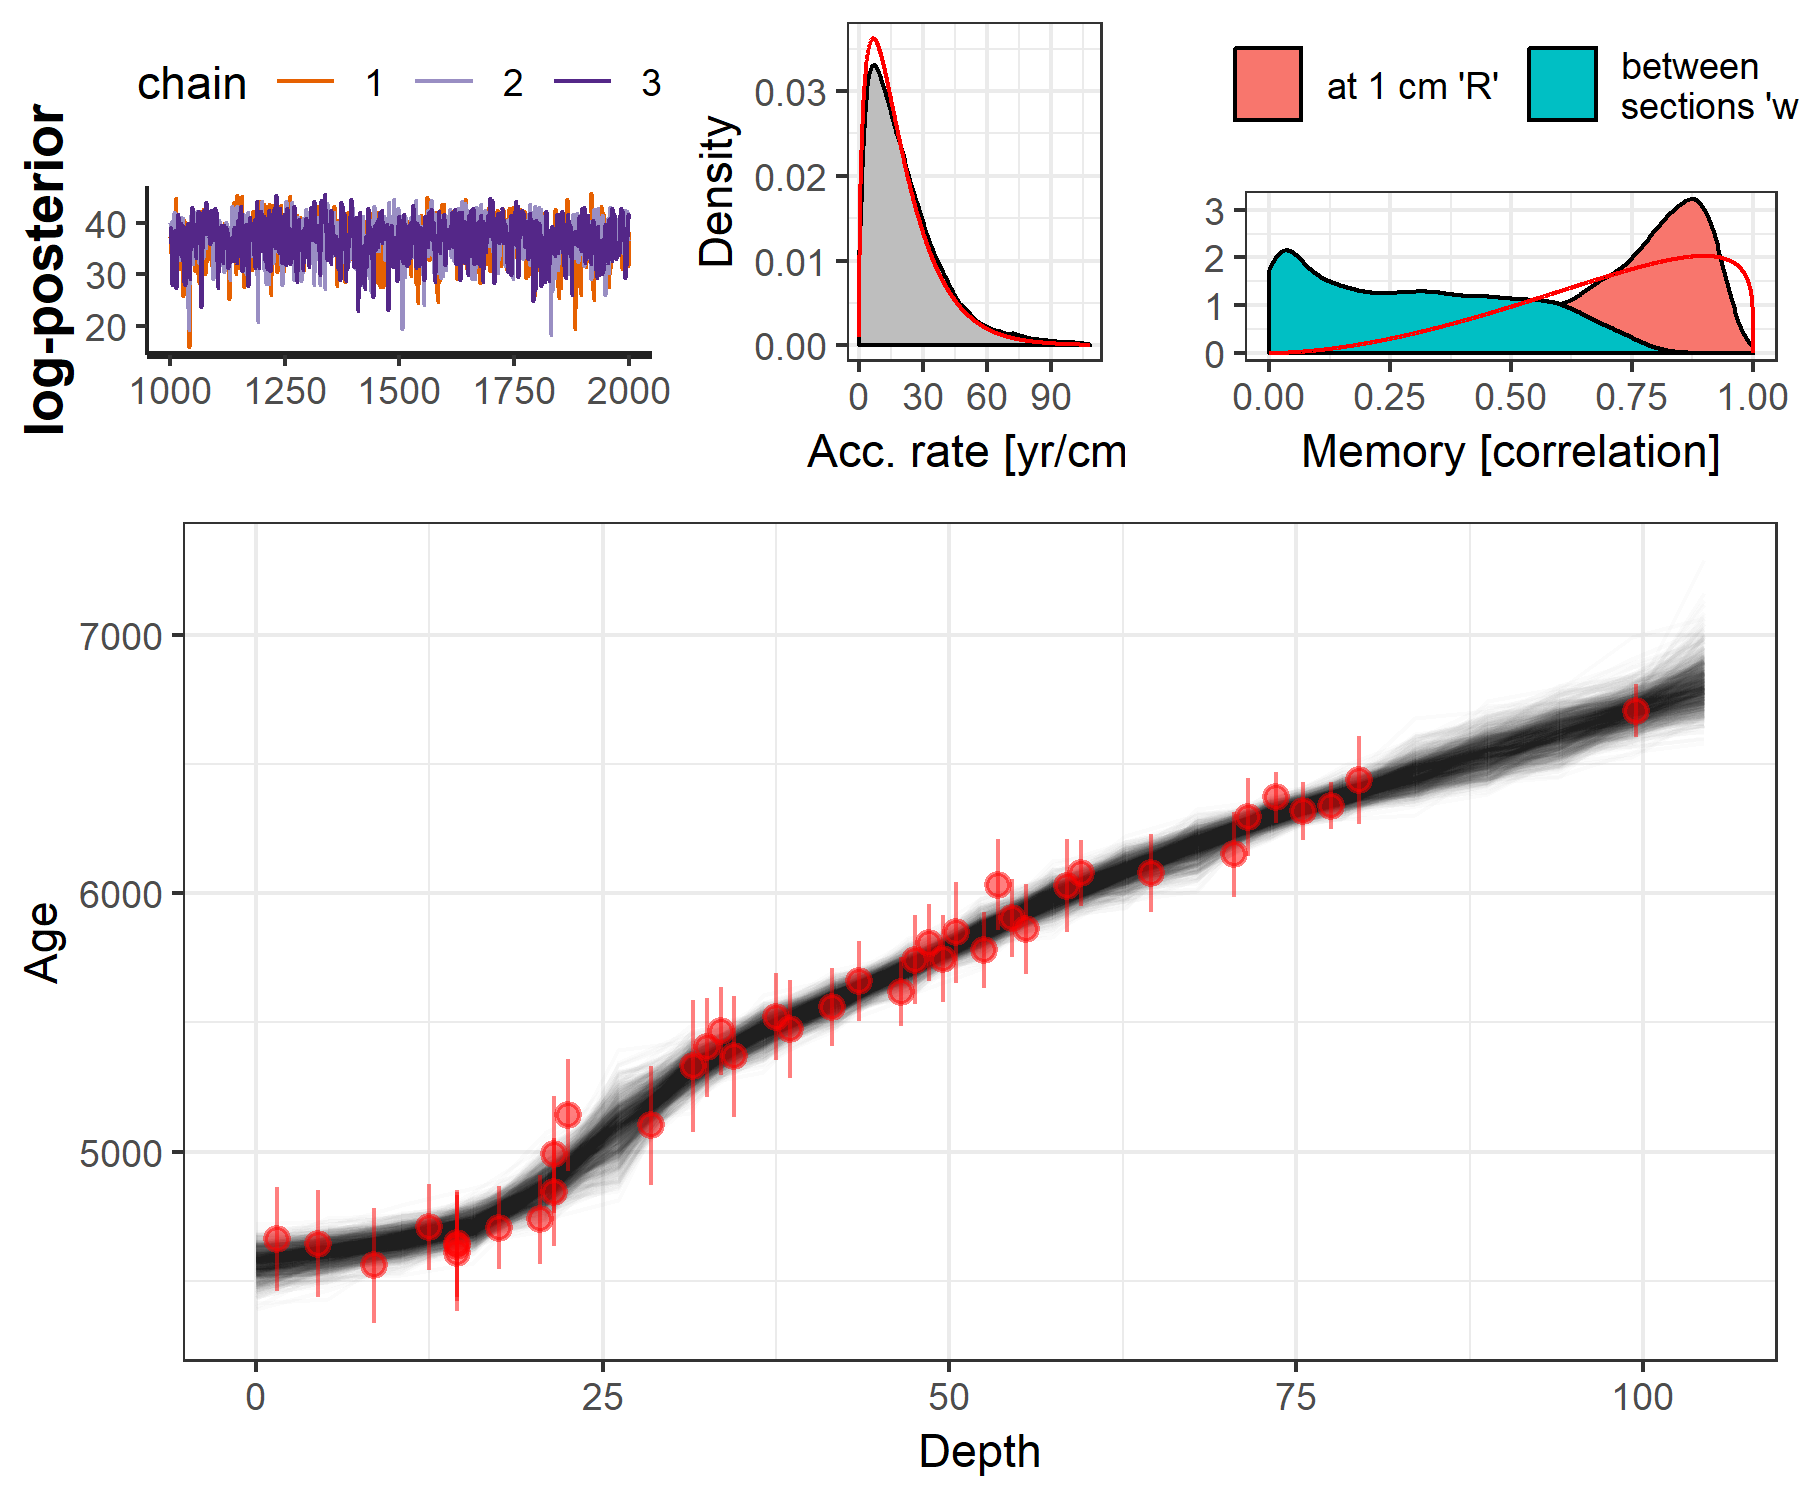 chain 1 2 3
log-posterior
40
30
20
1000 1250 1500 1750 2000
Density
0.03
0.02
0.01
0.00
0 30 60 90
Acc. rate [yr/cm
at 1 cm 'R'
between
sections 'w
3
2
1
0
0.00 0.25 0.50 0.75 1.00
Memory [correlation]
Age
7000
6000
5000
0 25 50 75 100
Depth